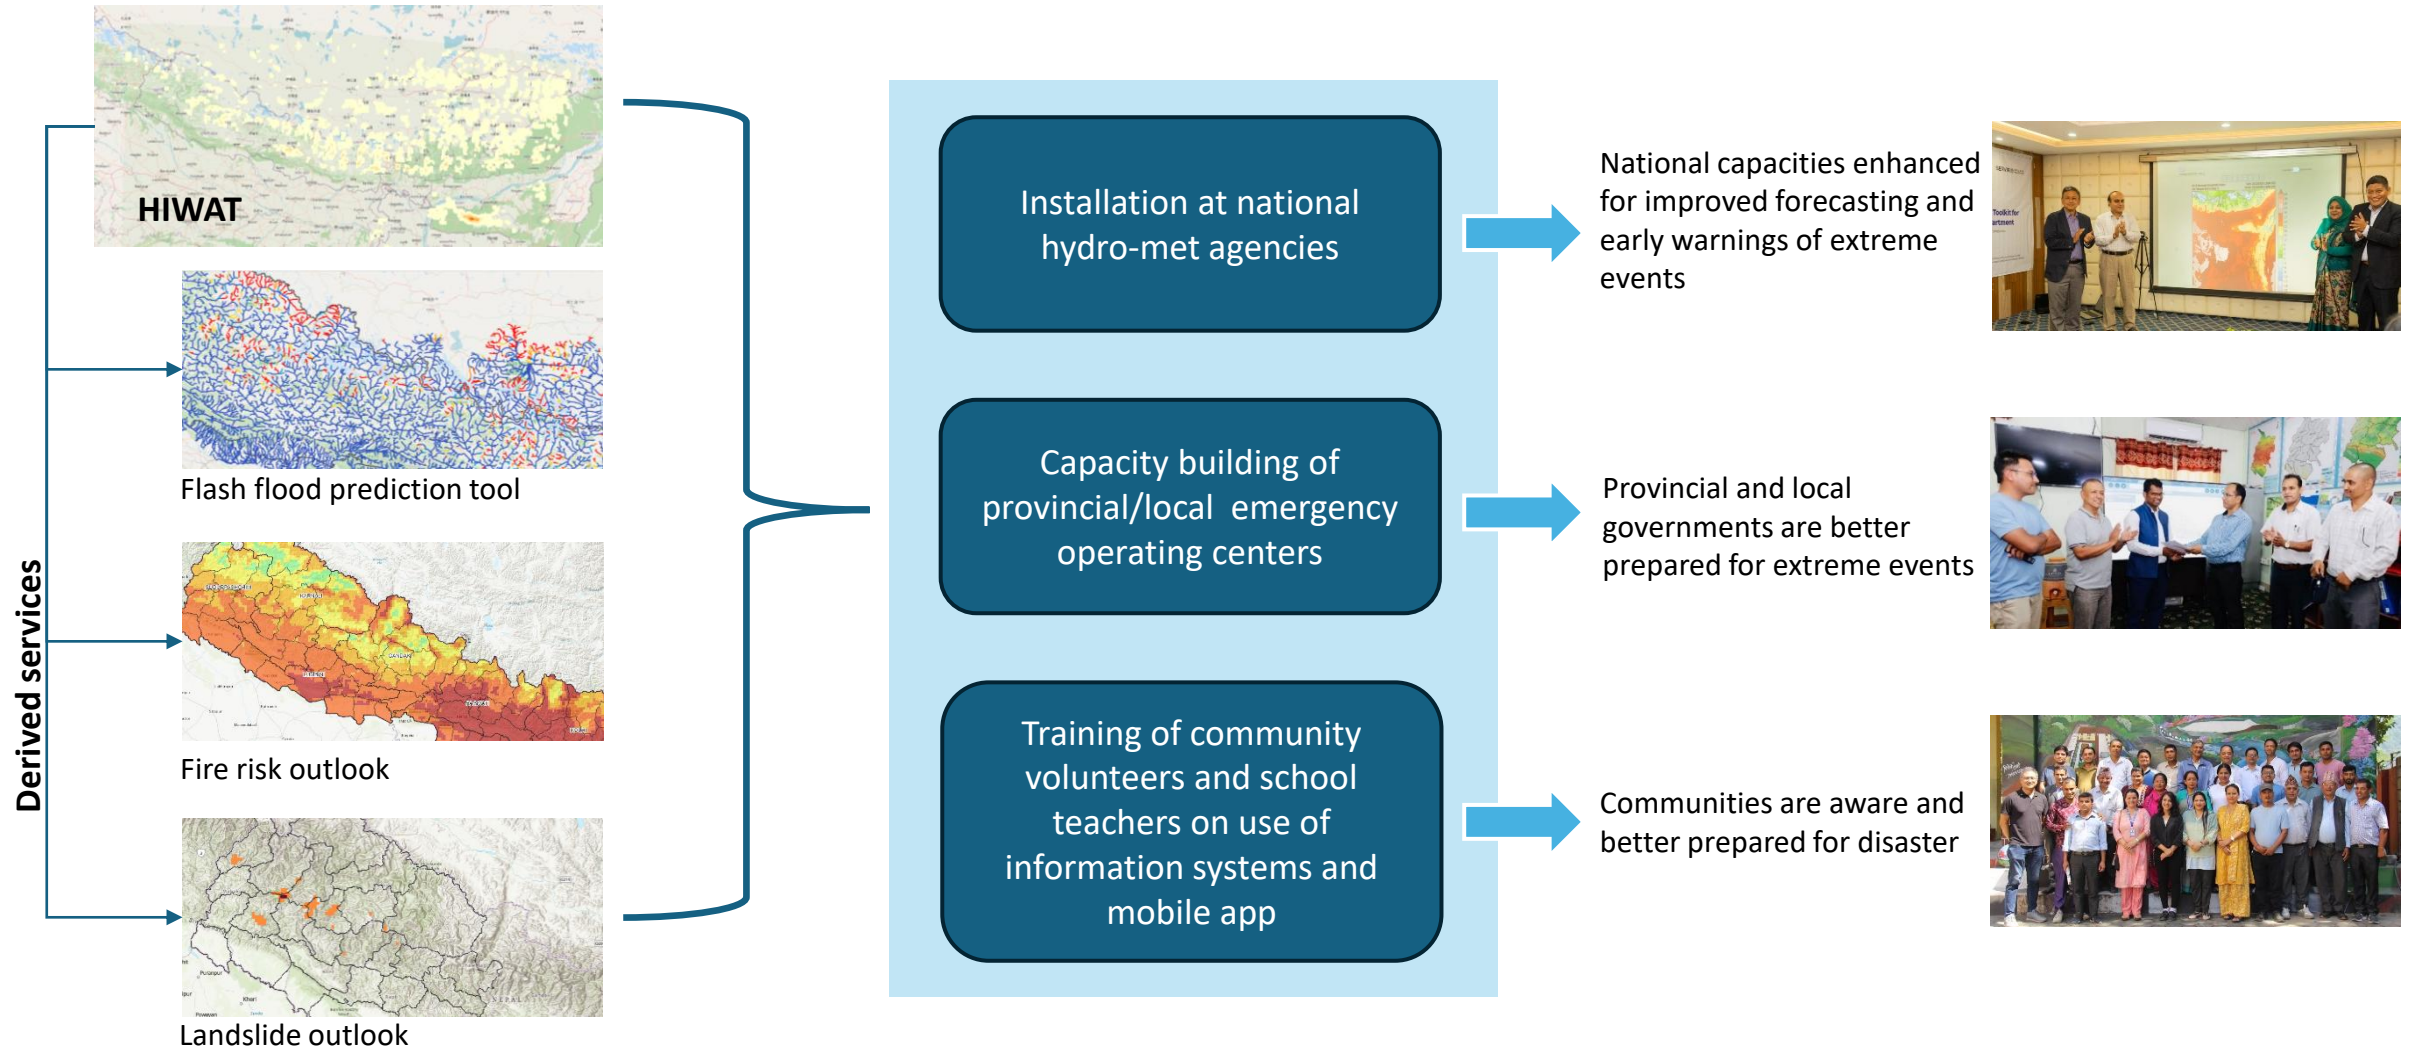 HIWAT
Derived services
Flash flood prediction tool
Fire risk outlook
Landslide outlook
NEPAL
Installation at national
hydro-met agencies
Capacity building of
provincial/local  emergency
operating centers
Training of community
volunteers and school
teachers on use of
information systems and
mobile app
National capacities enhanced
for improved forecasting and
early warnings of extreme
events
Toolkit for
Provincial and local
governments are better
prepared for extreme events
Communities are aware and
better prepared for disaster